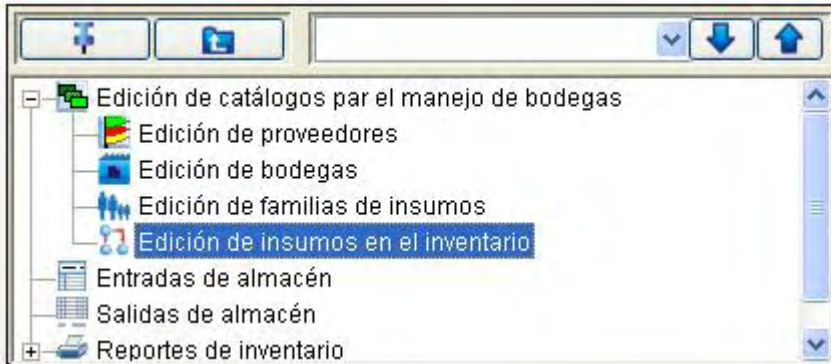 Edición de catálogos par el manejo de bodegas
Edición de proveedores
Edición de bodegas
Edición de familias de insumos
Edición de insumos en el inventario
Entradas de almacén
Salidas de almacén
Reportes de inventario